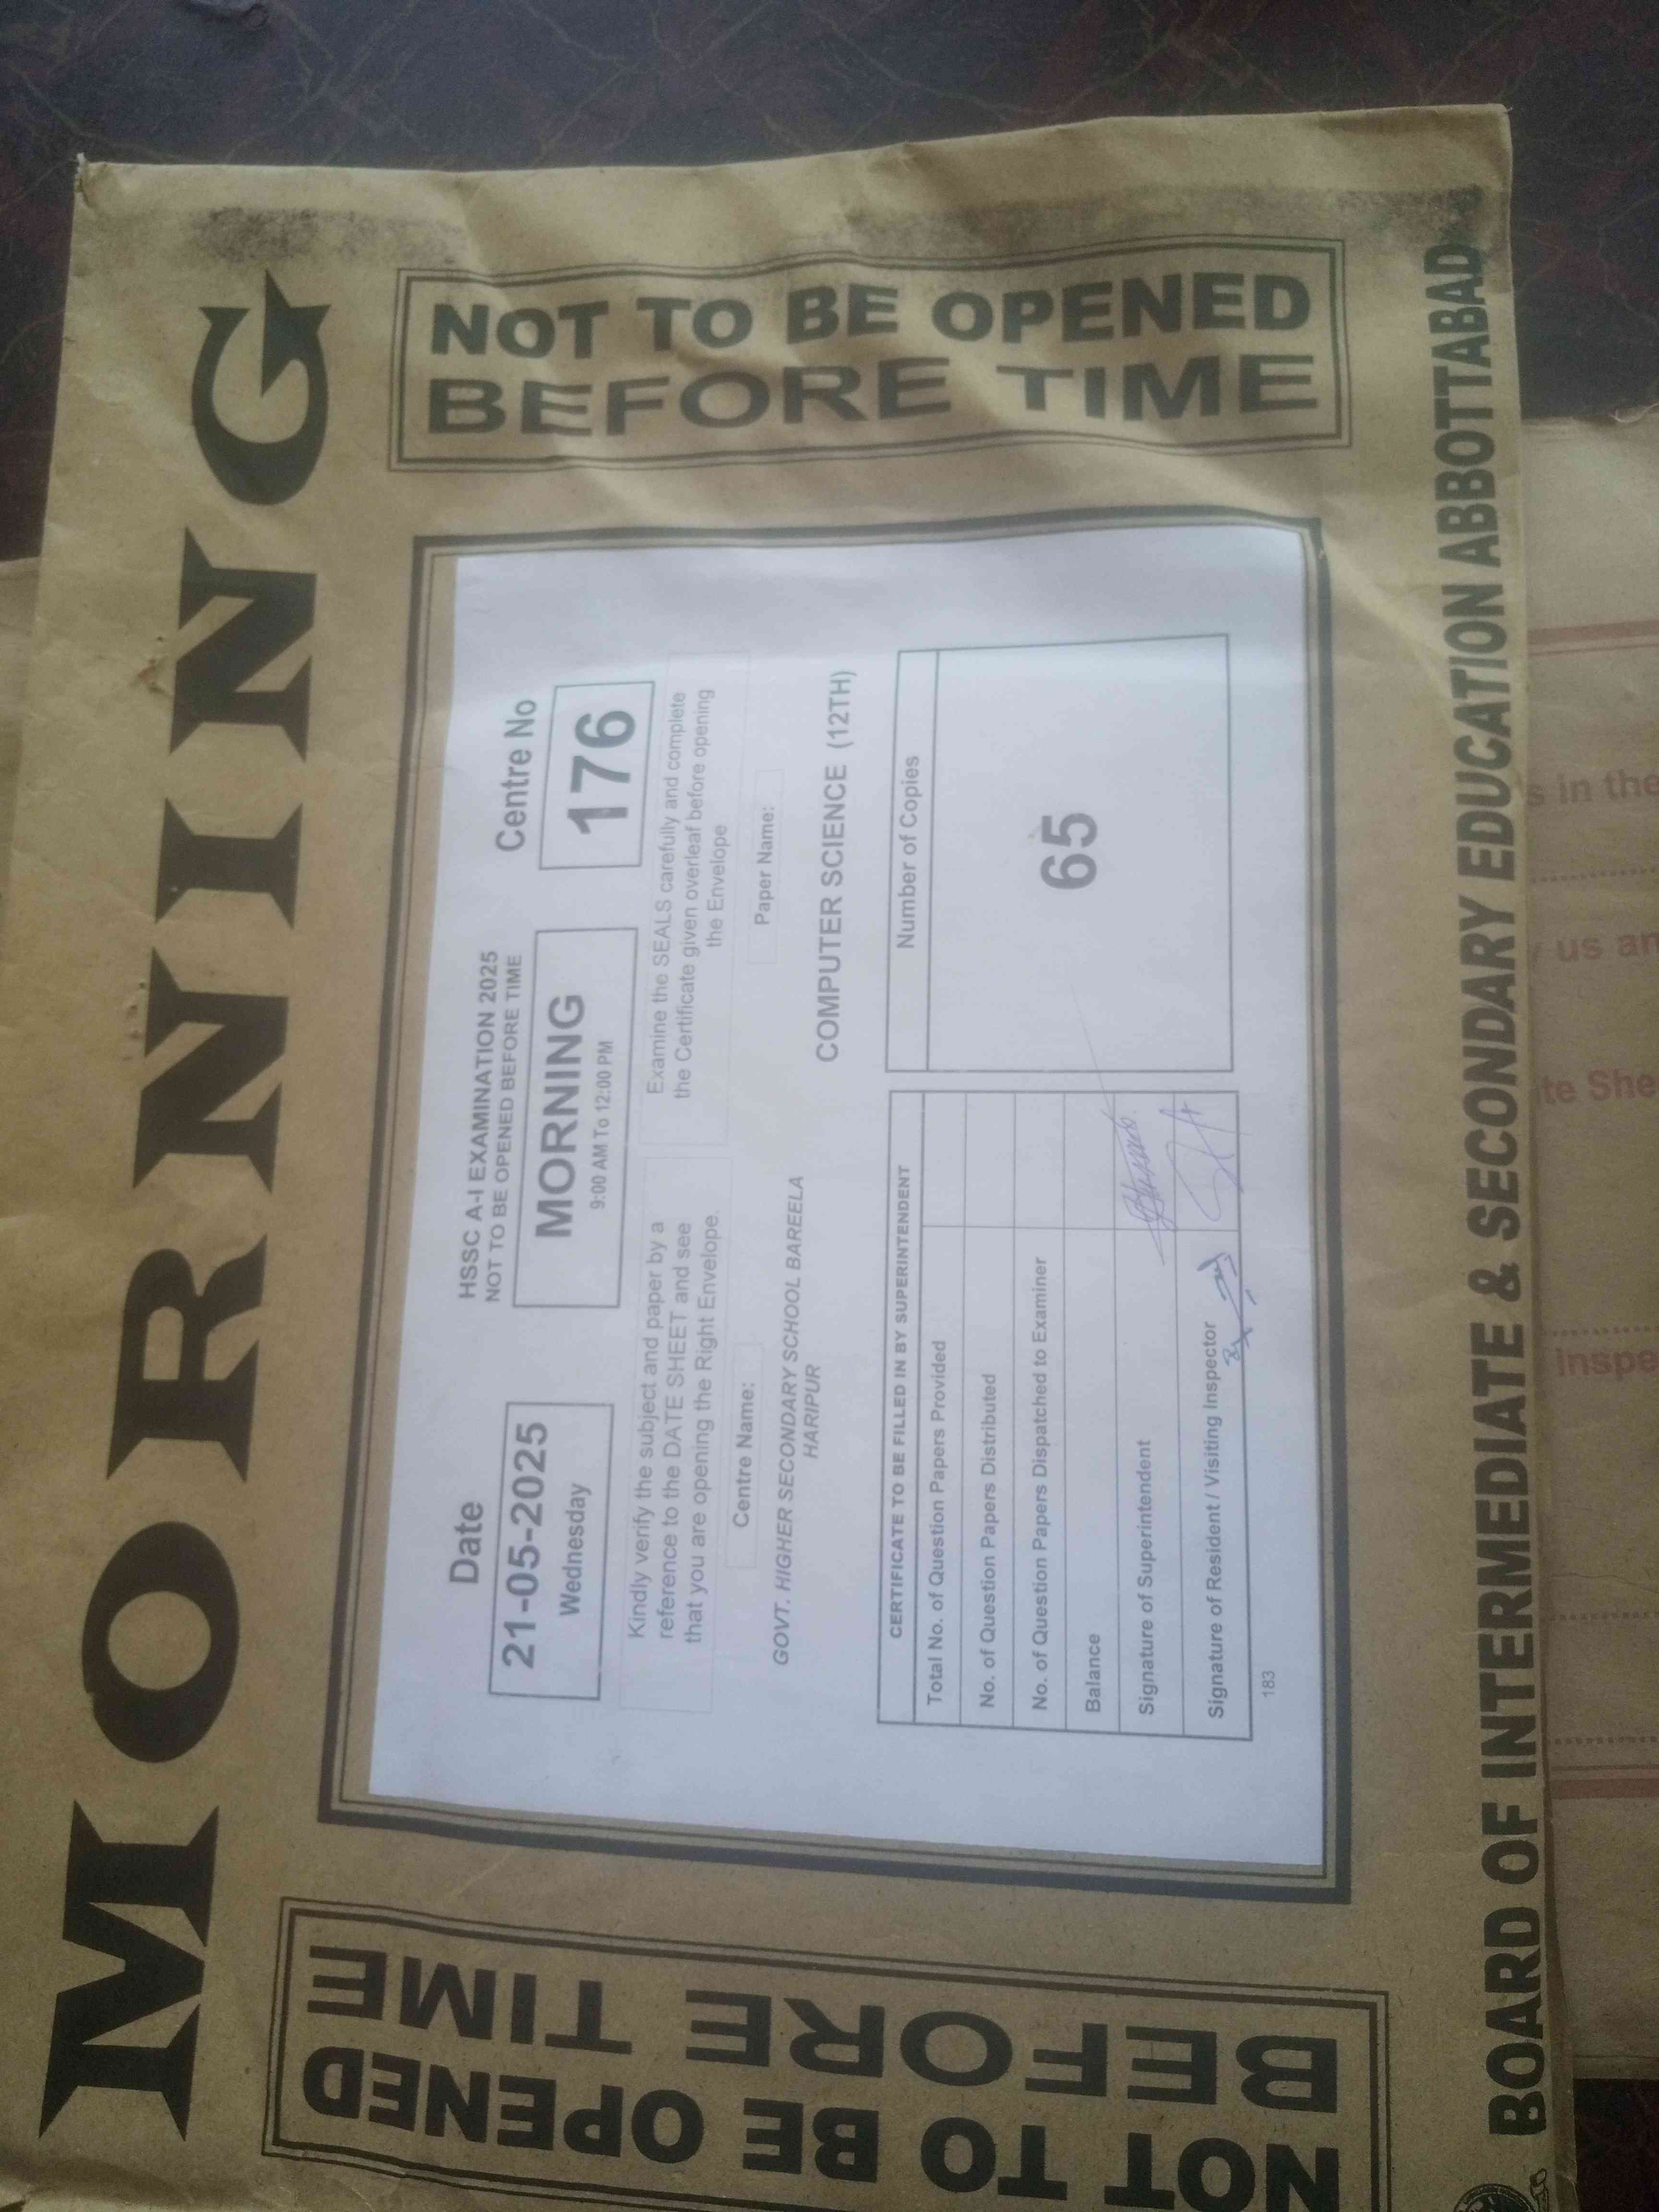 MORNING
NOT TO BE OPENED
BEFORE TIME
Date
21-05-2025
Wednesday
HSSC A-I EXAMINATION 2025
NOT TO BE OPENED BEFORE TIME
MORNING
9:00 AM To 12:00 PM
Centre No
176
Kindly verify the subject and paper by a
reference to the DATE SHEET and see
that you are opening the Right Envelope.
Examine the SEALS carefully and complete
the Certificate given overleaf before opening
the Envelope
Centre Name:
GOVT. HIGHER SECONDARY SCHOOL BAREELA
HARIPUR
Paper Name:
COMPUTER SCIENCE (12TH)
CERTIFICATE TO BE FILLED IN BY SUPERINTENDENT
Total No. of Question Papers Provided
No. of Question Papers Distributed
No. of Question Papers Dispatched to Examiner
Balance
Signature of Superintendent
Signature of Resident / Visiting Inspector
Number of Copies
65
183
NOT TO BE OPENED
BEFORE TIME
BOARD OF INTERMEDIATE & SECONDARY EDUCATION ABBOTTABAD
in the
us